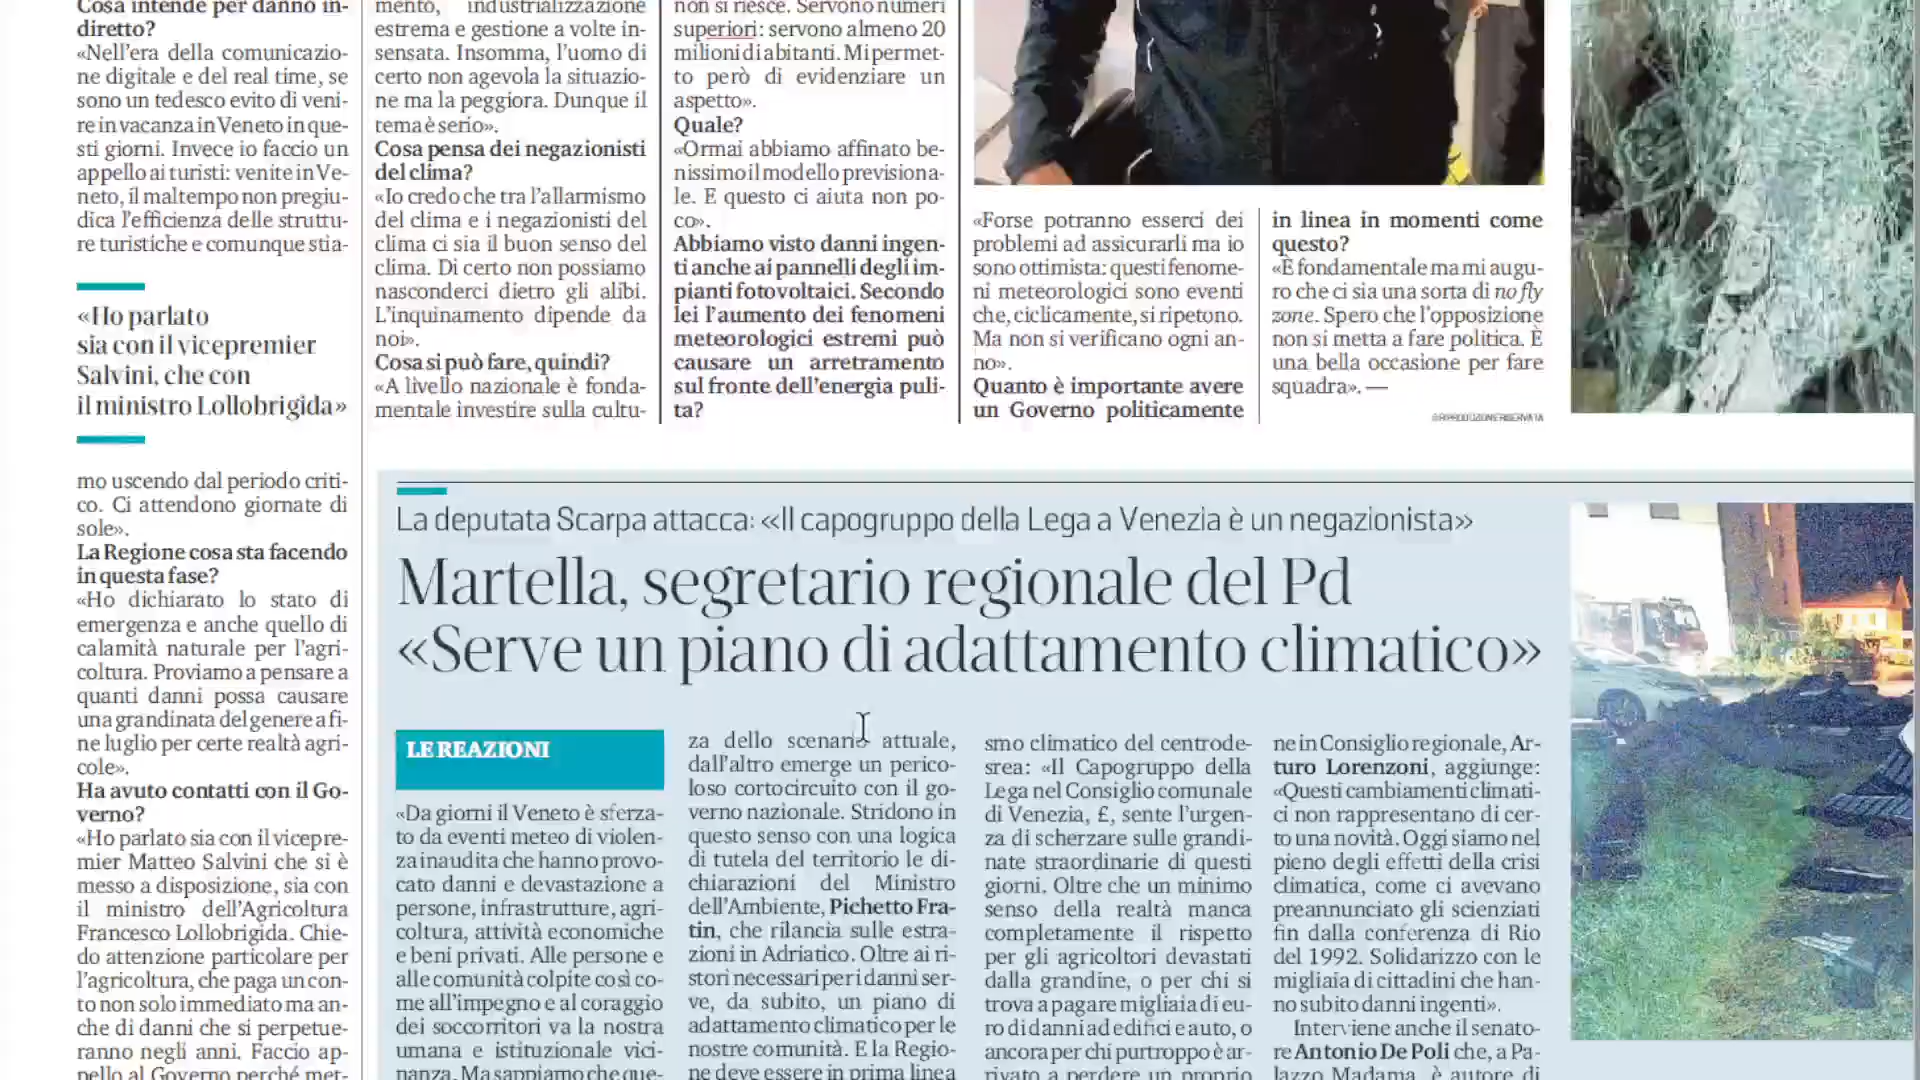 Cosa intende per danno in-
diretto?
«Nell'era della comunicazio-
ne digitale e del real time, se
sono un tedesco evito di veni-
re in vacanza in Veneto in que-
sti giorni. Invece io faccio un
appello ai turisti: venite in Ve-
neto, il maltempo non pregiu-
dica l'efficienza delle struttu-
re turistiche e comunque stia-
«Ho parlato
sia con il vicepremier
Salvini, che con
il ministro Lollobrigida»
mo uscendo dal periodo criti-
co. Ci attendono giornate di
sole».
La Regione cosa sta facendo
in questa fase?
«Ho dichiarato lo stato di
emergenza e anche quello di
calamità naturale per l'agri-
coltura. Proviamo a pensare a
quanti danni possa causare
una grandinata del genere a fi-
ne luglio per certe realtà agri-
cole».
Ha avuto contatti con il Go-
verno?
«Ho parlato sia con il vicepre-
mier Matteo Salvini che si è
messo a disposizione, sia con
il ministro dell'Agricoltura
Francesco Lollobrigida. Chie-
do attenzione particolare per
l'agricoltura, che paga un con-
to non solo immediato ma an-
che di danni che si perpetue-
ranno negli anni. Faccio ap-
pello al Governo perché met-
mento, industrializzazione
estrema e gestione a volte in-
sensata. Insomma, l'uomo di
certo non agevola la situazio-
ne ma la peggiora. Dunque il
tema è serio».
Cosa pensa dei negazionisti
del clima?
«Io credo che tra l'allarmismo
del clima e i negazionisti del
clima ci sia il buon senso del
clima. Di certo non possiamo
nasconderci dietro gli alibi.
L'inquinamento dipende da
noi».
Cosa si può fare, quindi?
«A livello nazionale è fonda-
mentale investire sulla cultu-
non si riesce. Servono numeri
superiori: servono almeno 20
milioni di abitanti. Mi permet-
to però di evidenziare un
aspetto».
Quale?
«Ormai abbiamo affinato be-
nissimo il modello previsiona-
le. E questo ci aiuta non po-
co».
Abbiamo visto danni ingen-
ti anche ai pannelli degli im-
pianti fotovoltaici. Secondo
lei l'aumento dei fenomeni
meteorologici estremi può
causare un arretramento
sul fronte dell'energia puli-
ta?
«Forse potranno esserci dei
problemi ad assicurarli ma io
sono ottimista: questi fenome-
ni meteorologici sono eventi
che, ciclicamente, si ripetono.
Ma non si verificano ogni an-
no».
Quanto è importante avere
un Governo politicamente
in linea in momenti come
questo?
«È fondamentale ma mi augu-
ro che ci sia una sorta di no fly
zone. Spero che l'opposizione
non si metta a fare politica. È
una bella occasione per fare
squadra». —
©RIPRODUZIONE RISERVATA
La deputata Scarpa attacca: «Il capogruppo della Lega a Venezia è un negazionista»
Martella, segretario regionale del Pd
«Serve un piano di adattamento climatico»
LE REAZIONI
«Da giorni il Veneto è sferza-
to da eventi meteo di violen-
za inaudita che hanno provo-
cato danni e devastazione a
persone, infrastrutture, agri-
coltura, attività economiche
e beni privati. Alle persone e
alle comunità colpite così co-
me all'impegno e al coraggio
dei soccorritori va la nostra
umana e istituzionale vici-
nanza. Ma sappiamo che que-
za dello scenario attuale,
dall'altro emerge un perico-
loso cortocircuito con il go-
verno nazionale. Stridono in
questo senso con una logica
di tutela del territorio le di-
chiarazioni del Ministro
dell'Ambiente, Pichetto Fra-
tin, che rilancia sulle estra-
zioni in Adriatico. Oltre ai ri-
stori necessari per i danni ser-
ve, da subito, un piano di
adattamento climatico per le
nostre comunità. E la Regio-
ne deve essere in prima linea
smo climatico del centrode-
srea: «Il Capogruppo della
Lega nel Consiglio comunale
di Venezia, £, sente l'urgen-
za di scherzare sulle grandi-
nate straordinarie di questi
giorni. Oltre che un minimo
senso della realtà manca
completamente il rispetto
per gli agricoltori devastati
dalla grandine, o per chi si
trova a pagare migliaia di eu-
ro di danni ad edifici e auto, o
ancora per chi purtroppo è ar-
rivato a perdere un proprio
ne in Consiglio regionale, Ar-
turo Lorenzoni, aggiunge:
«Questi cambiamenti climati-
ci non rappresentano di cer-
to una novità. Oggi siamo nel
pieno degli effetti della crisi
climatica, come ci avevano
preannunciato gli scienziati
fin dalla conferenza di Rio
del 1992. Solidarizzo con le
migliaia di cittadini che han-
no subito danni ingenti».
Interviene anche il senato-
re Antonio De Poli che, a Pa-
lazzo Madama, è autore di